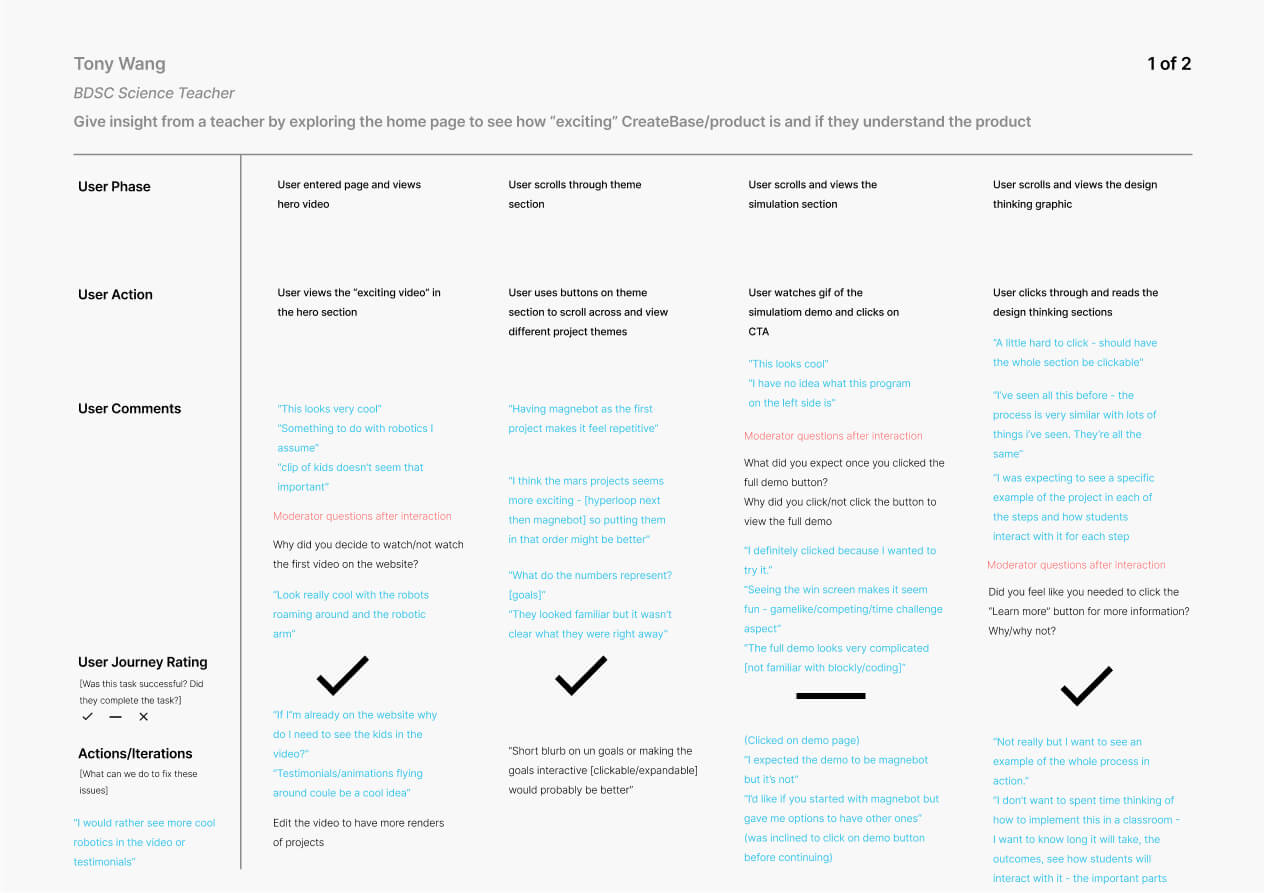 Tony Wang
1 of 2
BDSC Science Teacher
Give insight from a teacher by exploring the home page to see how “exciting” CreateBase/product is and if they understand the product
User Phase
User entered page and views
hero video
User scrolls through theme
section
User scrolls and views the
simulation section
User scrolls and views the design
thinking graphic
User Action
User views the “exciting video” in
the hero section
User uses buttons on theme
section to scroll across and view
different project themes
User watches gif of the
simulatiom demo and clicks on
CTA
User clicks through and reads the
design thinking sections
User Comments
“This looks very cool”
“Something to do with robotics I
assume”
“clip of kids doesn’t seem that
important”
Moderator questions after interaction
Why did you decide to watch/not watch
the first video on the website?
“Look really cool with the robots
roaming around and the robotic
arm”
“Having magnebot as the first
project makes it feel repetitive”
“I think the mars projects seems
more exciting - [hyperloop next
then magnebot] so putting them
in that order might be better”
“What do the numbers represent?
[goals]”
“They looked familiar but it wasn’t
clear what they were right away”
“This looks cool”
“I have no idea what this program
on the left side is”
Moderator questions after interaction
What did you expect once you clicked the
full demo button?
Why did you click/not click the button to
view the full demo
“I definitely clicked because I wanted to
try it.”
“Seeing the win screen makes it seem
fun - gamelike/competing/time challenge
aspect”
“The full demo looks very complicated
[not familiar with blockly/coding]”
“A little hard to click - should have
the whole section be clickable”
“I’ve seen all this before - the
process is very similar with lots of
things i’ve seen. They’re all the
same”
“I was expecting to see a specific
example of the project in each of
the steps and how students
interact with it for each step
Moderator questions after interaction
Did you feel like you needed to click the
“Learn more” button for more information?
Why/why not?
User Journey Rating
[Was this task successful? Did
they complete the task?]
Actions/Iterations
[What can we do to fix these
issues]
“I would rather see more cool
robotics in the video or
testimonials”
“If I”m already on the website why
do I need to see the kids in the
video?”
“Testimonials/animations flying
around coule be a cool idea”
Edit the video to have more renders
of projects
“Short blurb on un goals or making the
goals interactive [clickable/expandable]
would probably be better”
(Clicked on demo page)
“I expected the demo to be magnebot
but it’s not”
“I’d like if you started with magnebot but
gave me options to have other ones”
(was inclined to click on demo button
before continuing)
“Not really but I want to see an
example of the whole process in
action.”
“I don’t want to spent time thinking of
how to implement this in a classroom -
I want to know long it will take, the
outcomes, see how students will
interact with it - the important parts